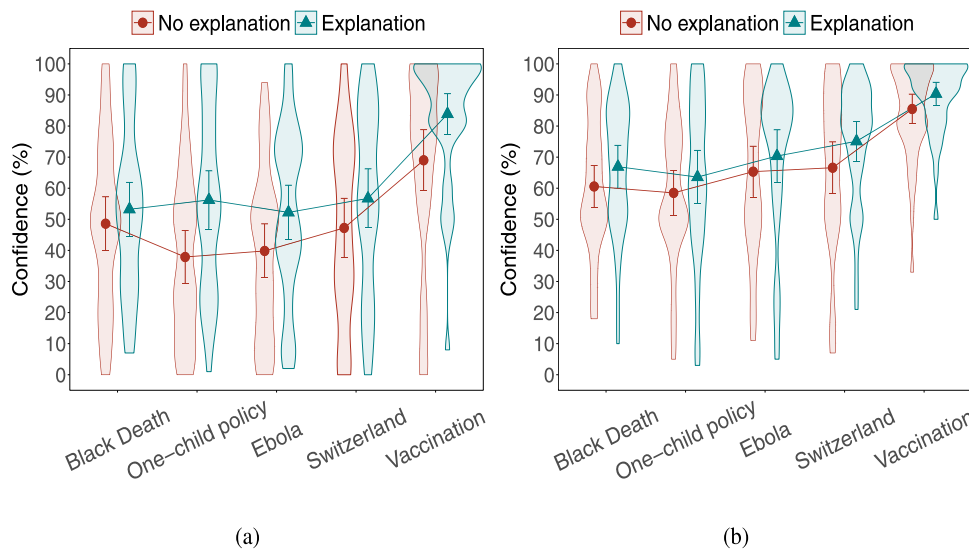 No explanation Explanation
Confidence (%)
100
90
80
70
60
50
40
30
20
10
0
Black Death
One−child policy
Ebola
Switzerland
Vaccination
(a)
No explanation Explanation
Confidence (%)
100
90
80
70
60
50
40
30
20
10
0
Black Death
One−child policy
Ebola
Switzerland
Vaccination
(b)